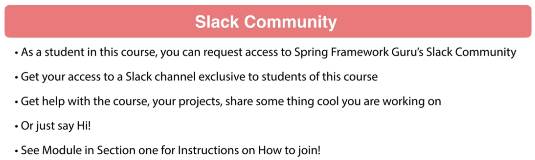 Slack Community
• As a student in this course, you can request access to Spring Framework Guru's Slack Community
• Get your access to a Slack channel exclusive to students of this course
• Get help with the course, your projects, share some thing cool you are working on
• Or just say Hi!
• See Module in Section one for Instructions on How to join!